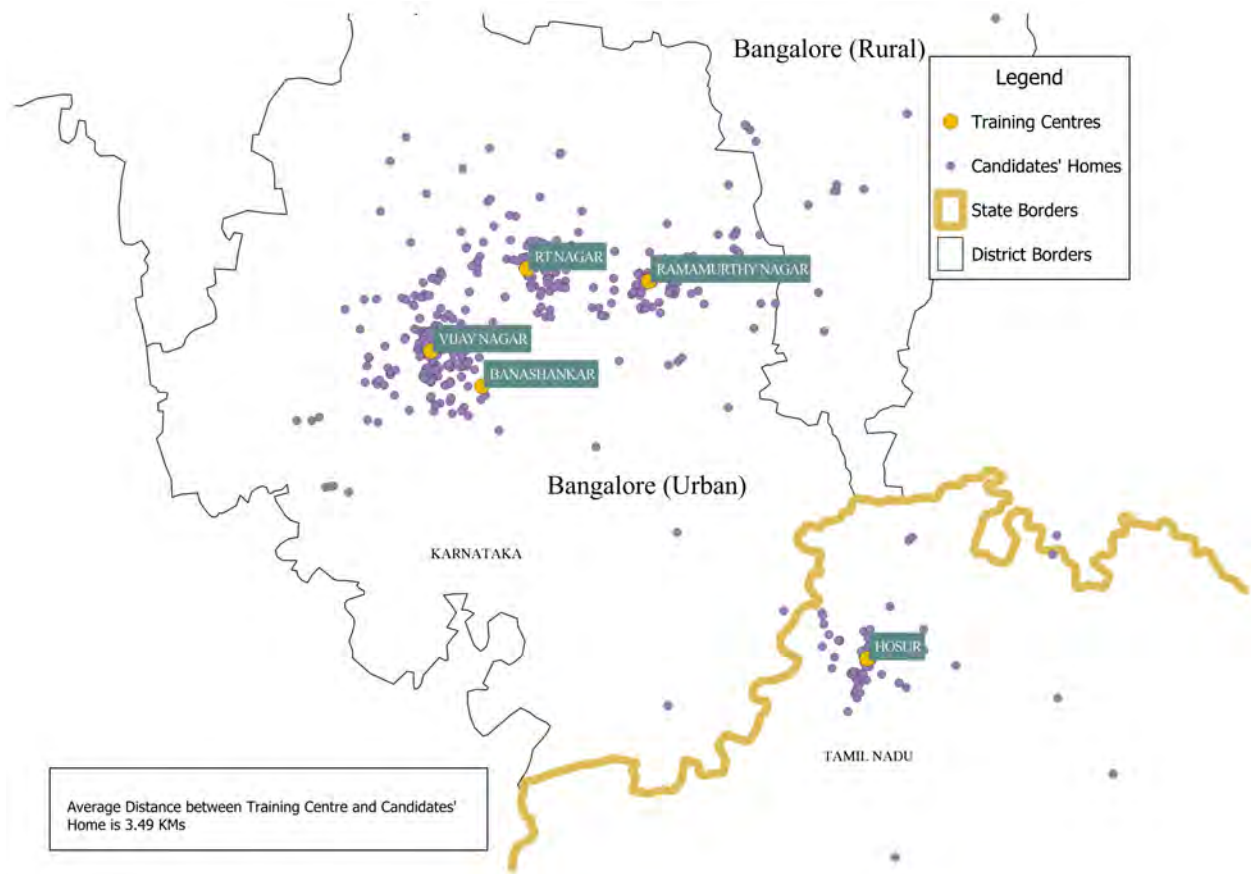 Bangalore (Rural)
Legend
Training Centres
Candidates' Homes
State Borders
District Borders
RT NAGAR
RAMAMURTHY NAGAR
VIJAY NAGAR
BANASHANKAR
Bangalore (Urban)
KARNATAKA
HOSUR
TAMIL NADU
Average Distance between Training Centre and Candidates'
Home is 3.49 KMs